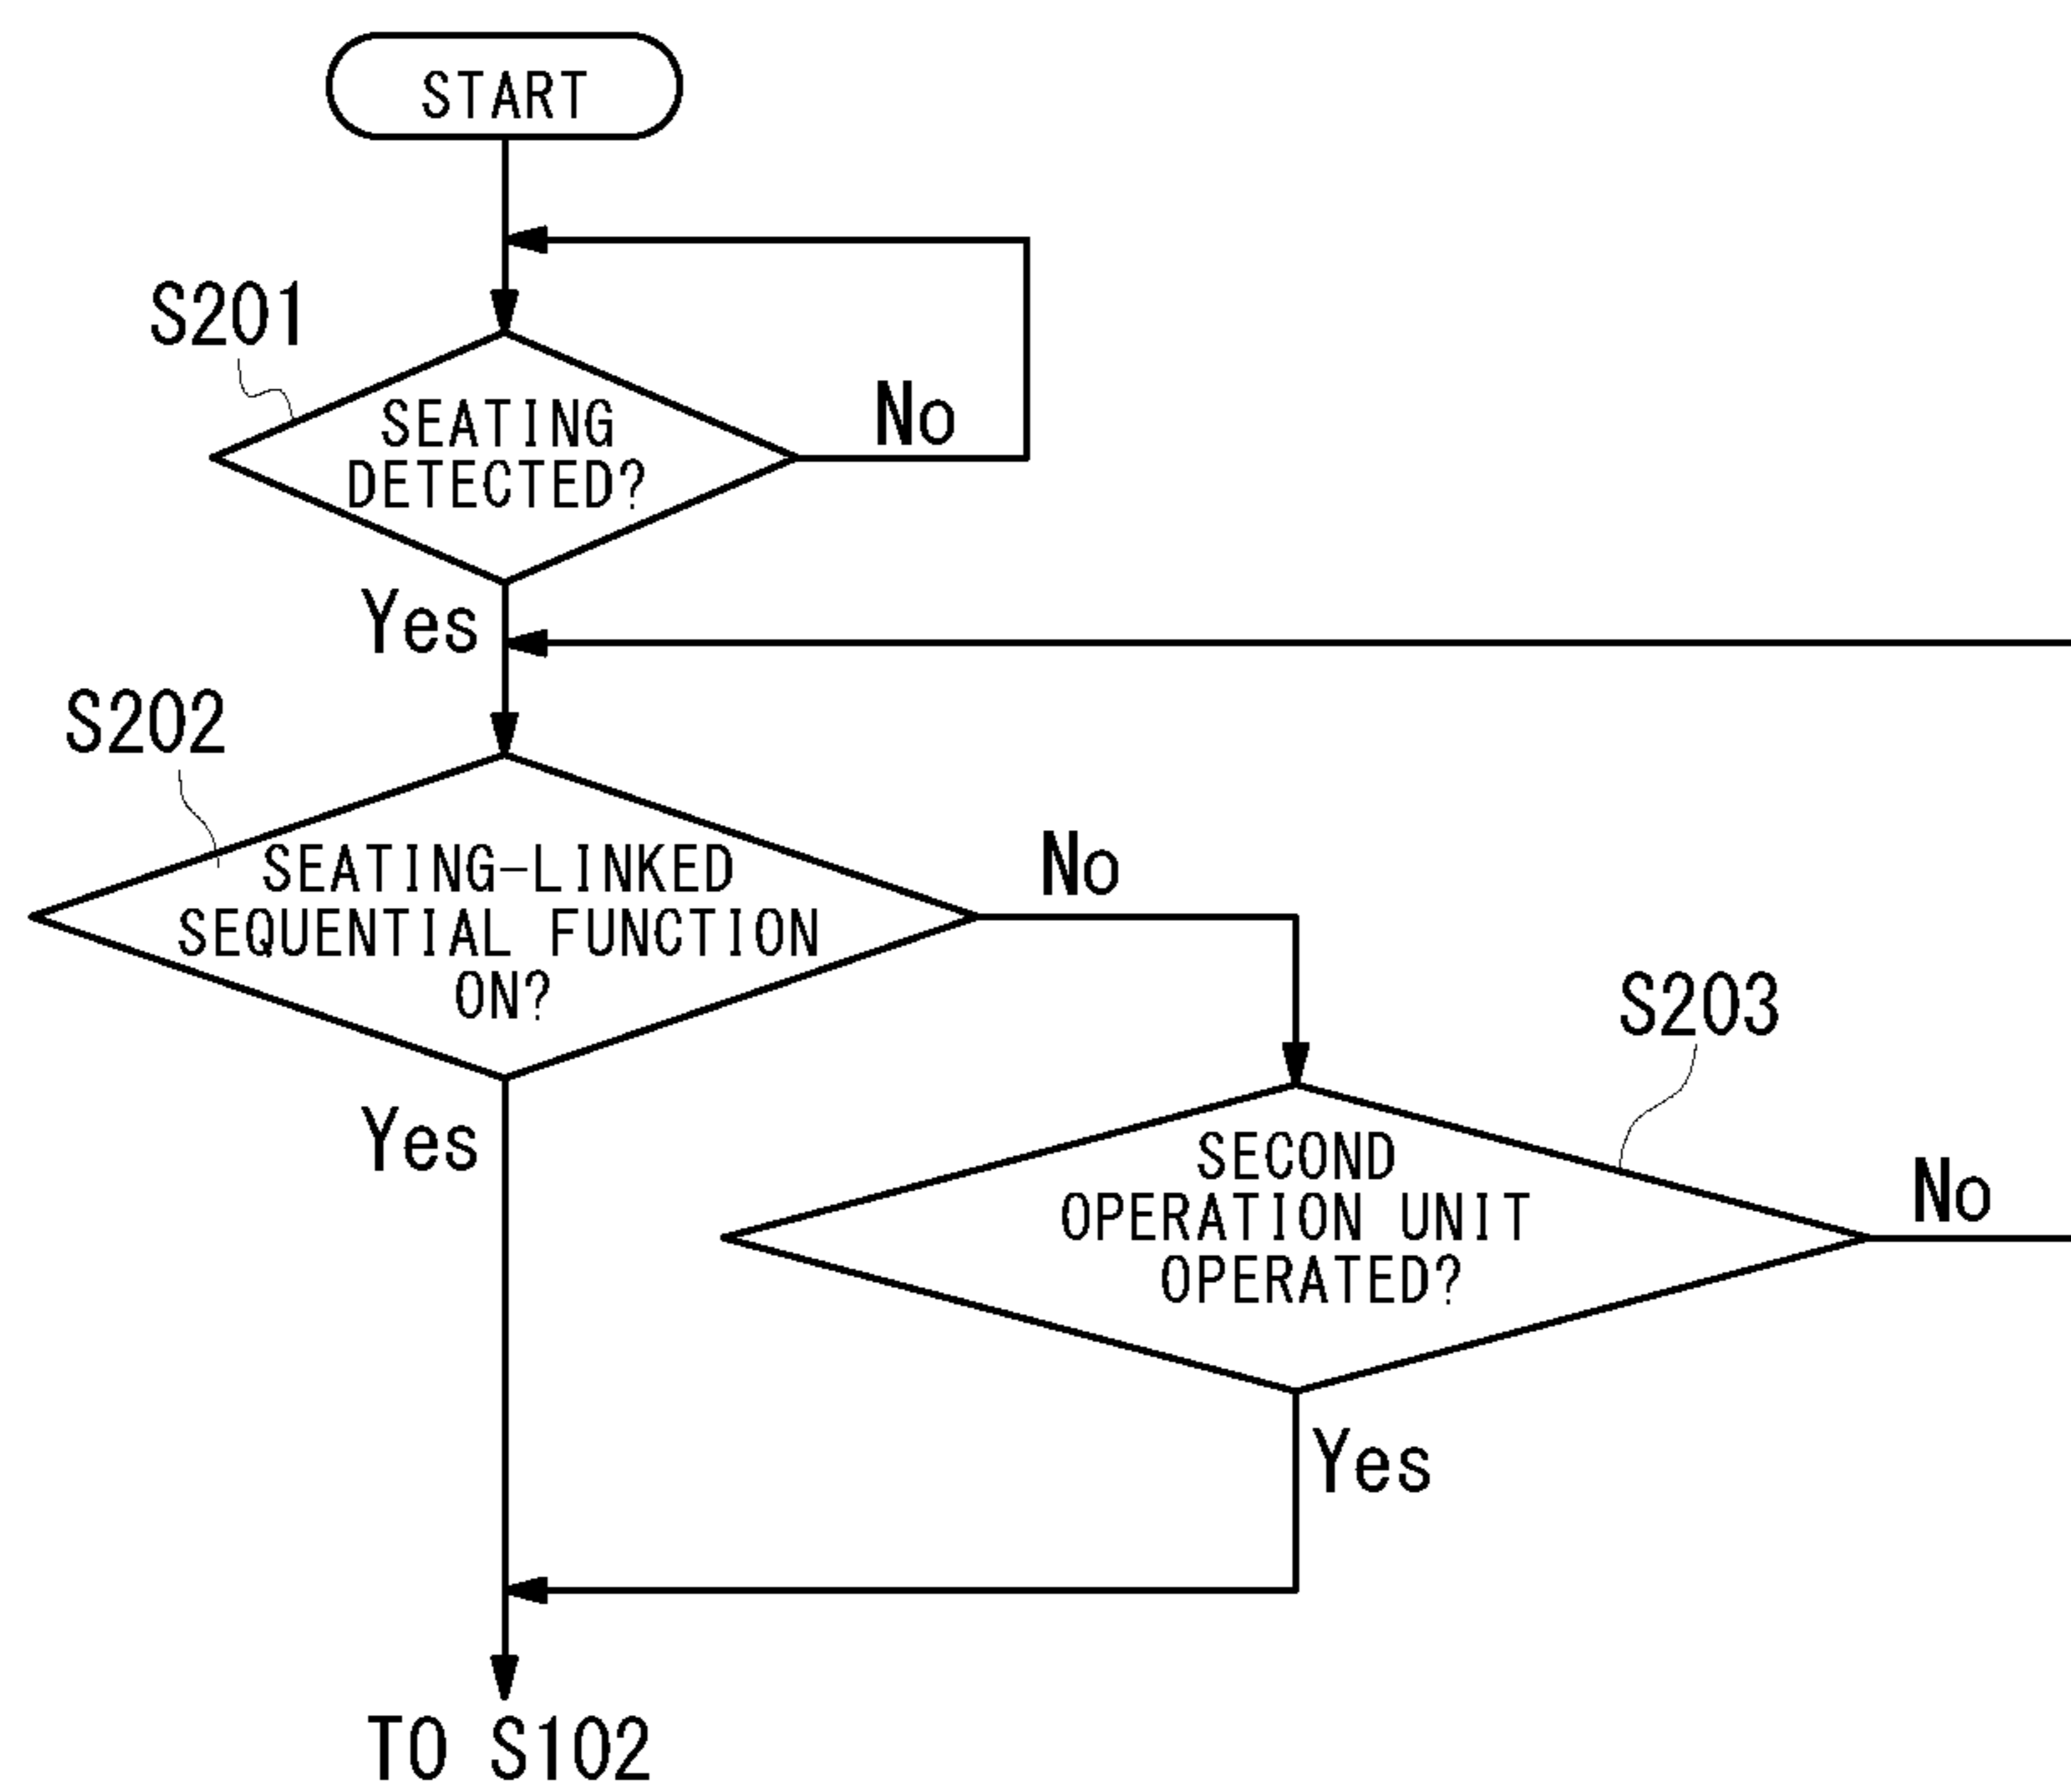 START
S201
SEATING
DETECTED?
No
Yes
S202
SEATING-LINKED
SEQUENTIAL FUNCTION
ON?
No
Yes
S203
SECOND
OPERATION UNIT
OPERATED?
No
Yes
TO S102